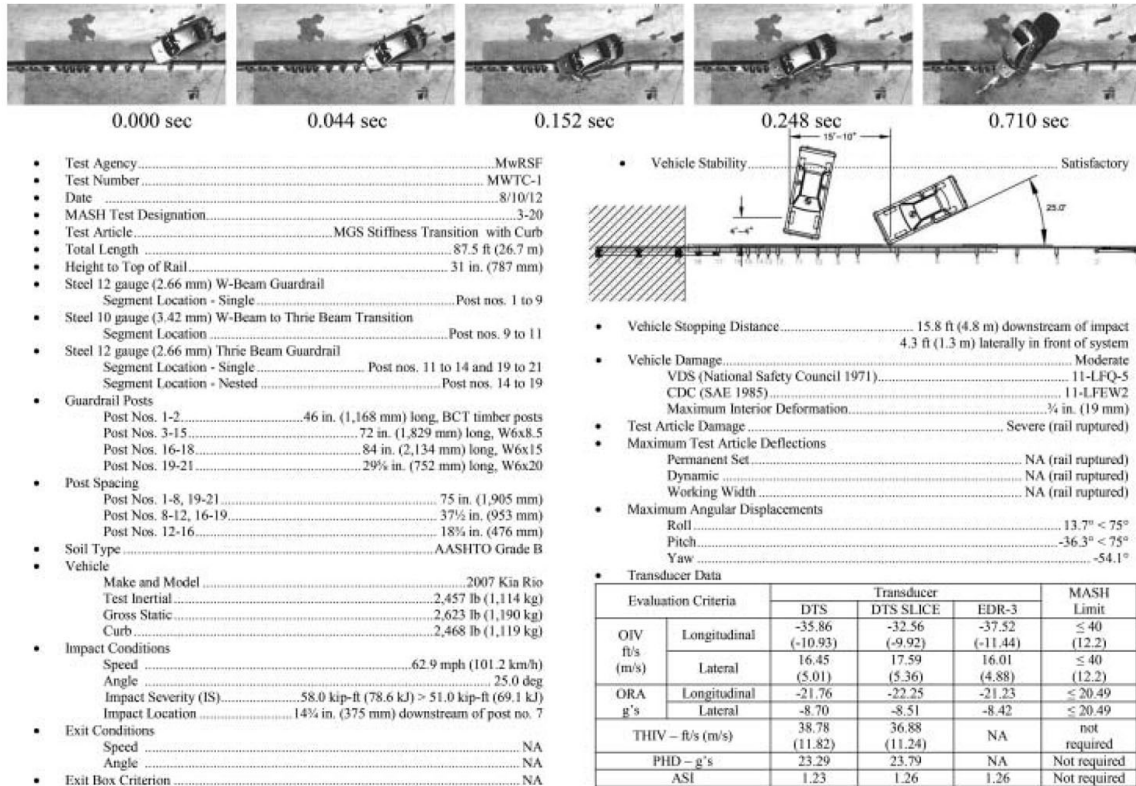 0.000 sec 0.044 sec 0.152 sec 0.248 sec 0.710 sec
• Test Agency MwRSF
• Test Number MWTC-1
• Date 8/10/12
• MASH Test Designation 3-20
• Test Article MGS Stiffness Transition with Curb
• Total Length 87.5 ft (26.7 m)
• Height to Top of Rail 31 in. (787 mm)
• Steel 12 gauge (2.66 mm) W-Beam Guardrail
Segment Location - Single Post nos. 1 to 9
• Steel 10 gauge (3.42 mm) W-Beam to Thrie Beam Transition
Segment Location Post nos. 9 to 11
• Steel 12 gauge (2.66 mm) Thrie Beam Guardrail
Segment Location - Single Post nos. 11 to 14 and 19 to 21
Segment Location - Nested Post nos. 14 to 19
• Guardrail Posts
Post Nos. 1-2 46 in. (1,168 mm) long, BCT timber posts
Post Nos. 3-15 72 in. (1,829 mm) long, W6x8.5
Post Nos. 16-18 84 in. (2,134 mm) long, W6x15
Post Nos. 19-21 29⅝ in. (752 mm) long, W6x20
• Post Spacing
Post Nos. 1-8, 19-21 75 in. (1,905 mm)
Post Nos. 8-12, 16-19 37½ in. (953 mm)
Post Nos. 12-16 18¾ in. (476 mm)
• Soil Type AASHTO Grade B
• Vehicle
Make and Model 2007 Kia Rio
Test Inertial 2,457 lb (1,114 kg)
Gross Static 2,623 lb (1,190 kg)
Curb 2,468 lb (1,119 kg)
• Impact Conditions
Speed 62.9 mph (101.2 km/h)
Angle 25.0 deg
Impact Severity (IS) 58.0 kip-ft (78.6 kJ) > 51.0 kip-ft (69.1 kJ)
Impact Location 14¾ in. (375 mm) downstream of post no. 7
• Exit Conditions
Speed NA
Angle NA
• Exit Box Criterion NA
• Vehicle Stability Satisfactory
15'-10"
4'-4"
25.0°
• Vehicle Stopping Distance 15.8 ft (4.8 m) downstream of impact
4.3 ft (1.3 m) laterally in front of system
• Vehicle Damage Moderate
VDS (National Safety Council 1971) 11-LFQ-5
CDC (SAE 1985) 11-LFEW2
Maximum Interior Deformation ¾ in. (19 mm)
• Test Article Damage Severe (rail ruptured)
• Maximum Test Article Deflections
Permanent Set NA (rail ruptured)
Dynamic NA (rail ruptured)
Working Width NA (rail ruptured)
• Maximum Angular Displacements
Roll 13.7° < 75°
Pitch -36.3° < 75°
Yaw -54.1°
• Transducer Data
Evaluation Criteria Transducer MASH Limit
DTS DTS SLICE EDR-3
OIV ft/s (m/s) Longitudinal -35.86 (-10.93) -32.56 (-9.92) -37.52 (-11.44) ≤ 40 (12.2)
Lateral 16.45 (5.01) 17.59 (5.36) 16.01 (4.88) ≤ 40 (12.2)
ORA g's Longitudinal -21.76 -22.25 -21.23 ≤ 20.49
Lateral -8.70 -8.51 -8.42 ≤ 20.49
THIV – ft/s (m/s) 38.78 (11.82) 36.88 (11.24) NA not required
PHD – g's 23.29 23.79 NA Not required
ASI 1.23 1.26 1.26 Not required